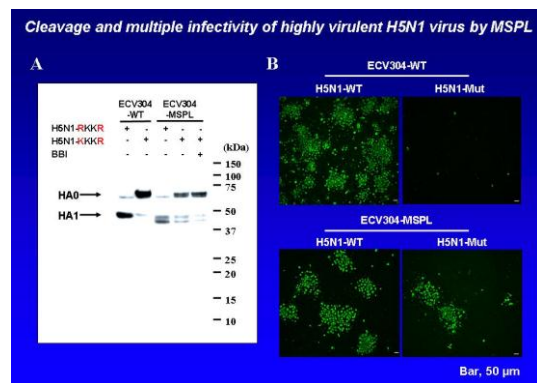 Cleavage and multiple infectivity of highly virulent H5N1 virus by MSPL
A
ECV304 -WT
ECV304 -MSPL
H5N1-RKKR + - + - -
H5N1-KKKR - + - + +
BBI - - - - +
(kDa)
150
100
75
HA0
50
HA1
37
25
20
15
10
B
ECV304-WT
H5N1-WT H5N1-Mut
ECV304-MSPL
H5N1-WT H5N1-Mut
Bar, 50 µm